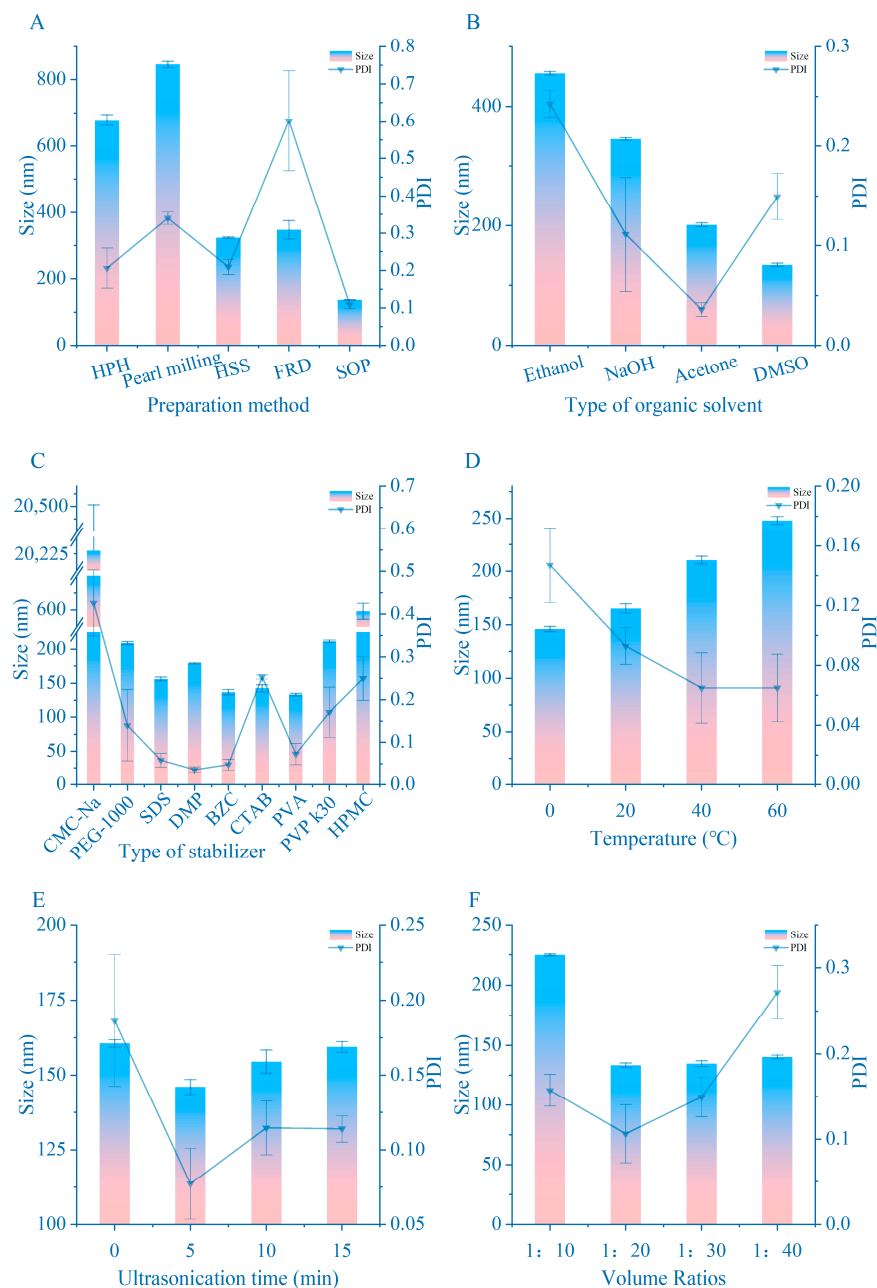 A
Size
PDI
Size (nm)
PDI
800
600
400
200
0
0.8
0.7
0.6
0.5
0.4
0.3
0.2
0.1
0.0
HPH
Pearl milling
HSS
FRD
SOP
Preparation method
B
Size
PDI
Size (nm)
PDI
400
200
0
0.3
0.2
0.1
0.0
Ethanol
NaOH
Acetone
DMSO
Type of organic solvent
C
Size
PDI
Size (nm)
PDI
20,500
20,225
600
200
150
100
50
0
0.7
0.6
0.5
0.4
0.3
0.2
0.1
0.0
CMC-Na
PEG-1000
SDS
DMP
BZC
CTAB
PVA
PVP k30
HPMC
Type of stabilizer
D
Size
PDI
Size (nm)
PDI
250
200
150
100
50
0
0.20
0.16
0.12
0.08
0.04
0.00
0
20
40
60
Temperature (℃)
E
Size
PDI
Size (nm)
PDI
200
175
150
125
100
0.25
0.20
0.15
0.10
0.05
0
5
10
15
Ultrasonication time (min)
F
Size
PDI
Size (nm)
PDI
250
200
150
100
50
0
0.3
0.2
0.1
0.0
1：10
1：20
1：30
1：40
Volume Ratios